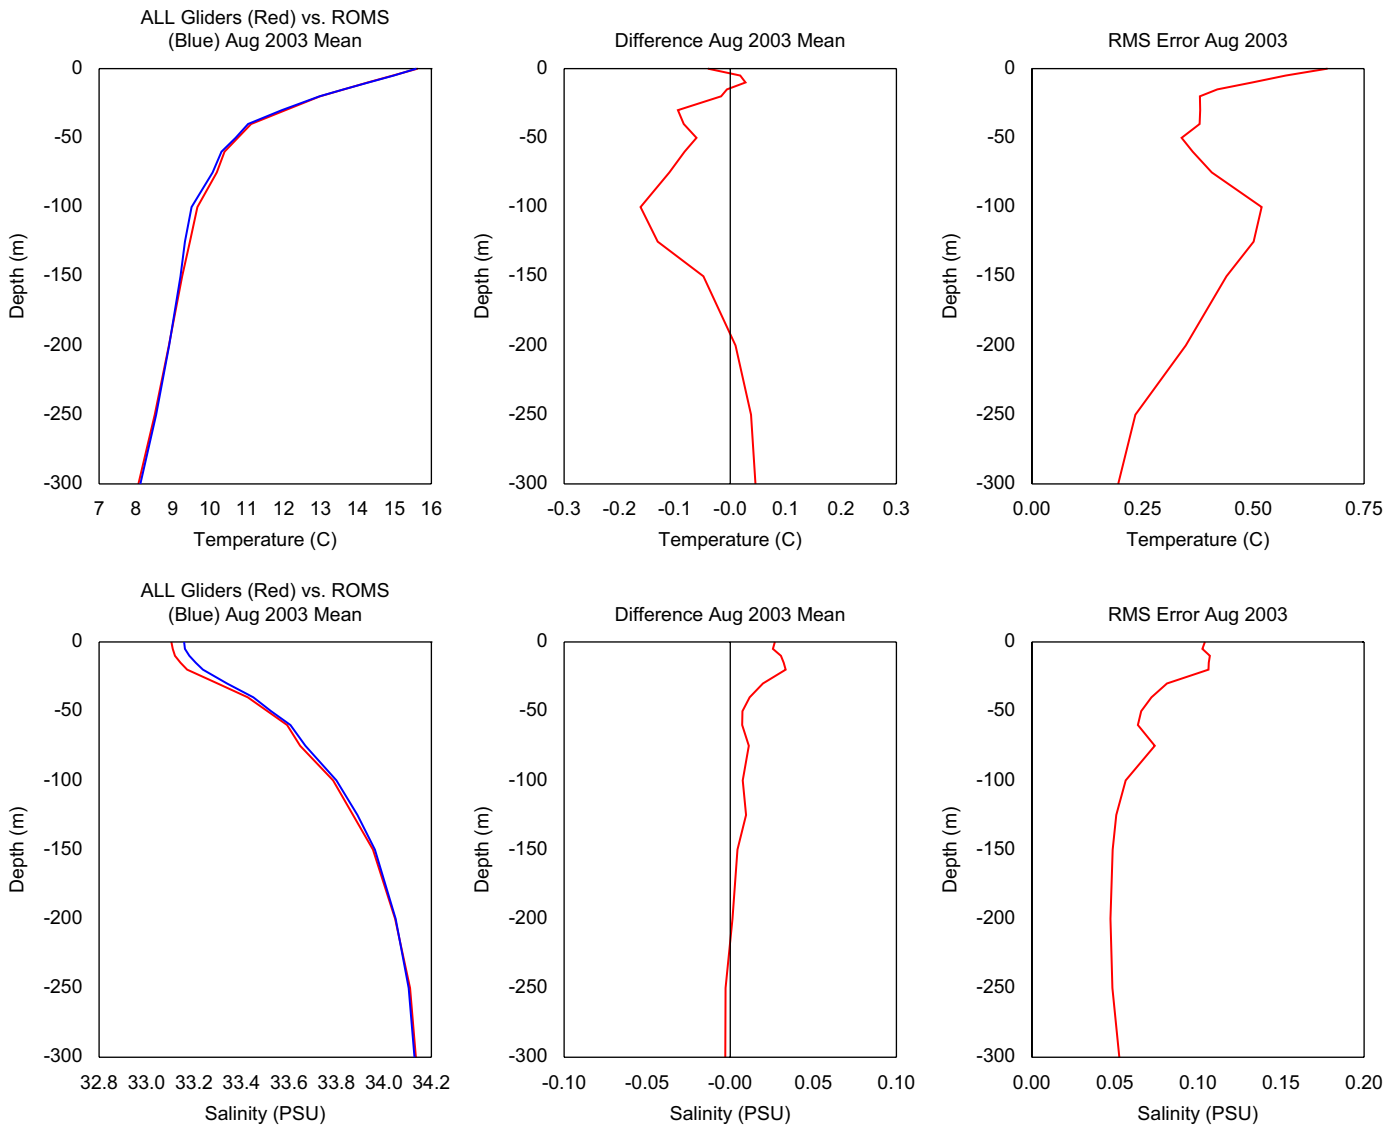 ALL Gliders (Red) vs. ROMS
(Blue) Aug 2003 Mean
0
-50
-100
-150
-200
-250
-300
7 8 9 10 11 12 13 14 15 16
Depth (m)
Temperature (C)
Difference Aug 2003 Mean
0
-50
-100
-150
-200
-250
-300
-0.3 -0.2 -0.1 -0.0 0.1 0.2 0.3
Depth (m)
Temperature (C)
RMS Error Aug 2003
0
-50
-100
-150
-200
-250
-300
0.00 0.25 0.50 0.75
Depth (m)
Temperature (C)
ALL Gliders (Red) vs. ROMS
(Blue) Aug 2003 Mean
0
-50
-100
-150
-200
-250
-300
32.8 33.0 33.2 33.4 33.6 33.8 34.0 34.2
Depth (m)
Salinity (PSU)
Difference Aug 2003 Mean
0
-50
-100
-150
-200
-250
-300
-0.10 -0.05 -0.00 0.05 0.10
Depth (m)
Salinity (PSU)
RMS Error Aug 2003
0
-50
-100
-150
-200
-250
-300
0.00 0.05 0.10 0.15 0.20
Depth (m)
Salinity (PSU)